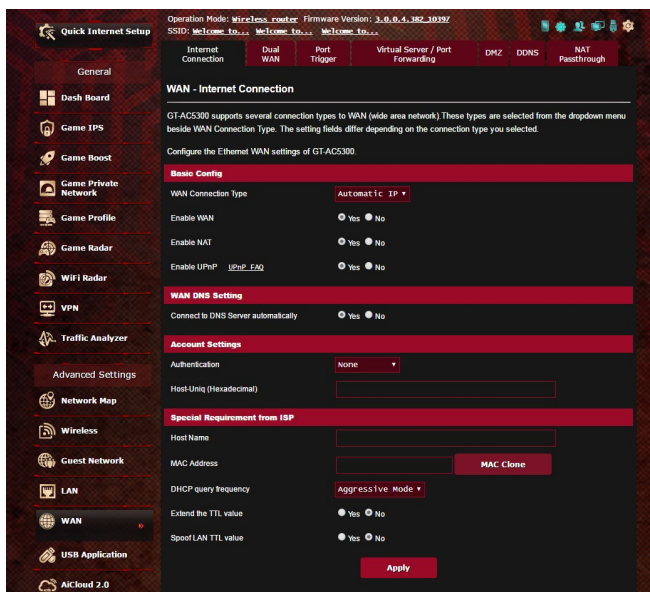 Quick Internet Setup
Operation Mode: Wireless router Firmware Version: 3.0.0.4.382_10397
SSID: Welcome to... Welcome to... Welcome to...
General
Dash Board
Game IPS
Game Boost
Game Private
Network
Game Profile
Game Radar
WiFi Radar
VPN
Traffic Analyzer
Advanced Settings
Network Map
Wireless
Guest Network
LAN
WAN
USB Application
AiCloud 2.0
Internet
Connection
Dual
WAN
Port
Trigger
Virtual Server / Port
Forwarding
DMZ
DDNS
NAT
Passthrough
WAN - Internet Connection
GT-AC5300 supports several connection types to WAN (wide area network).These types are selected from the dropdown menu
beside WAN Connection Type. The setting fields differ depending on the connection type you selected.
Configure the Ethernet WAN settings of GT-AC5300.
Basic Config
WAN Connection Type Automatic IP
Enable WAN Yes No
Enable NAT Yes No
Enable UPnP UPnP FAQ Yes No
WAN DNS Setting
Connect to DNS Server automatically Yes No
Account Settings
Authentication None
Host-Uniq (Hexadecimal)
Special Requirement from ISP
Host Name
MAC Address MAC Clone
DHCP query frequency Aggressive Mode
Extend the TTL value Yes No
Spoof LAN TTL value Yes No
Apply